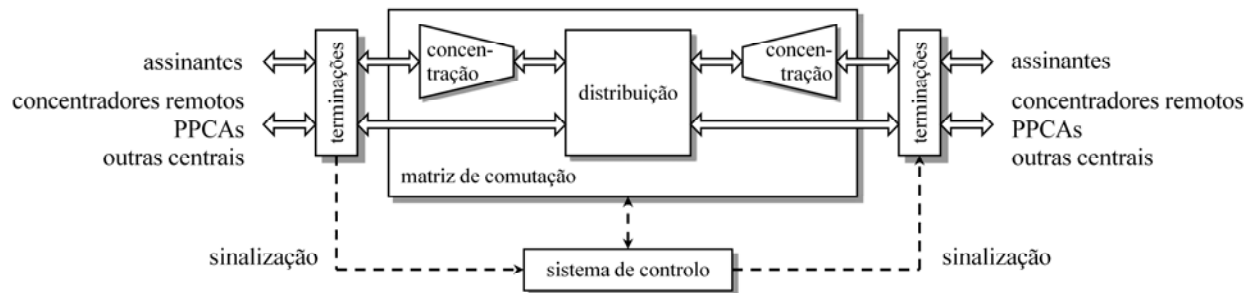 assinantes
concentradores remotos
PPCAs
outras centrais
terminações
concen-
tração
distribuição
concen-
tração
matriz de comutação
terminações
assinantes
concentradores remotos
PPCAs
outras centrais
sinalização
sistema de controlo
sinalização